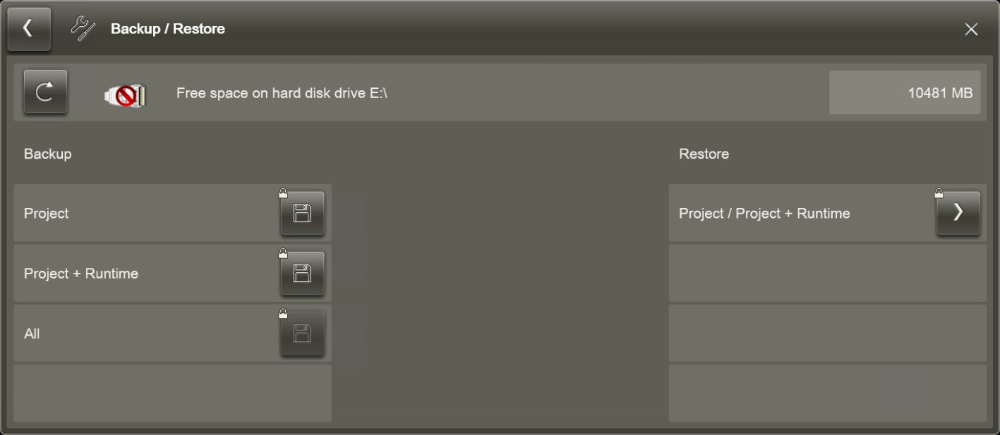 Backup / Restore
Free space on hard disk drive E:\
10481 MB
Backup
Restore
Project
Project / Project + Runtime
Project + Runtime
All